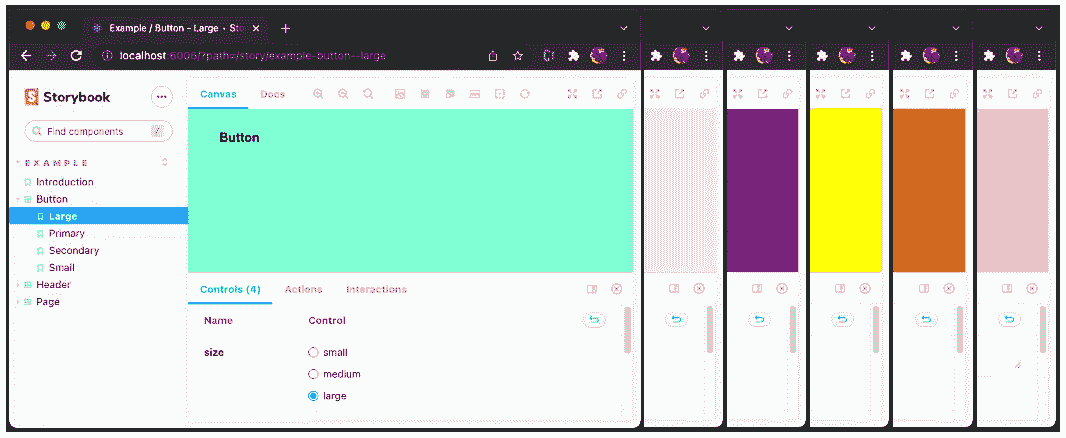 Example / Button - Large · Sto
localhost:6006/?path=/story/example-button--large
Storybook
Canvas
Docs
Find components
/
EXAMPLE
Introduction
Button
Large
Primary
Secondary
Small
Header
Page
Button
Controls (4)
Actions
Interactions
Name
Control
size
small
medium
large